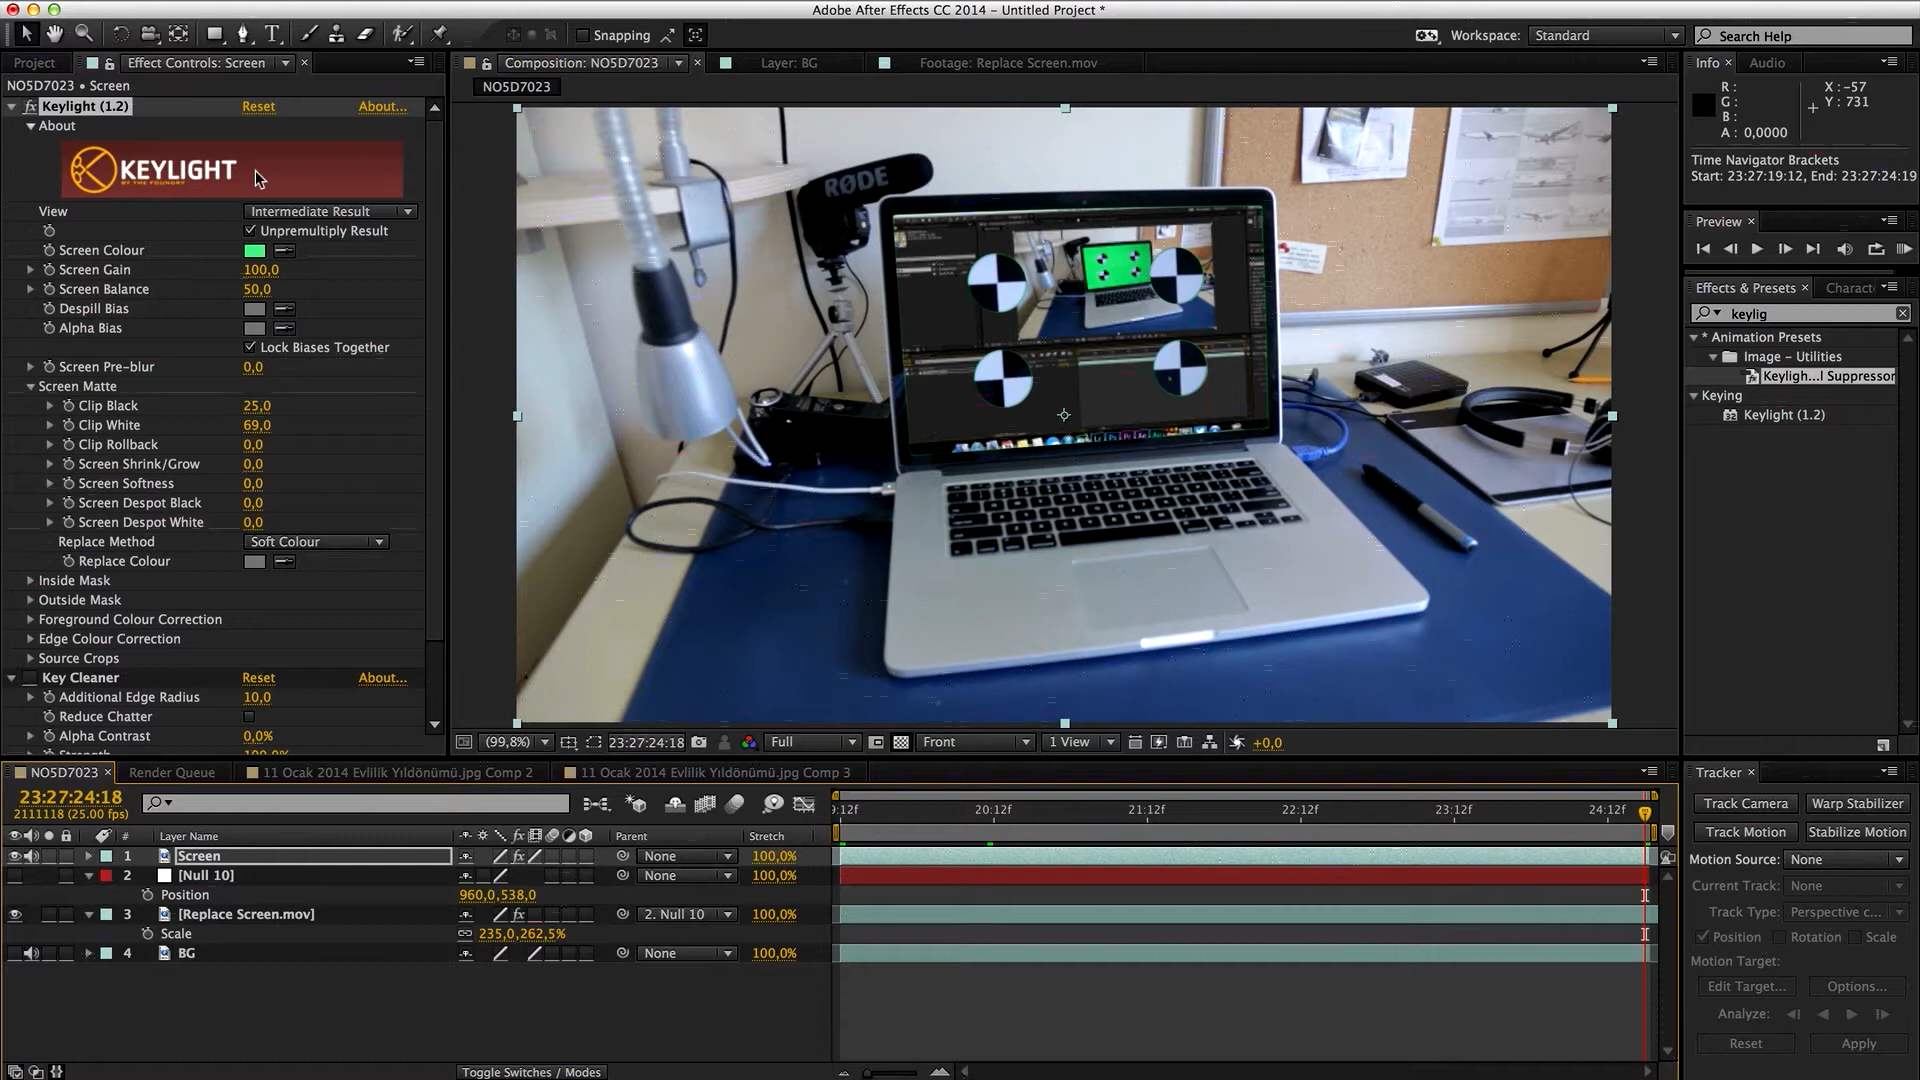 Adobe After Effects CC 2014 – Untitled Project *
Snapping
Workspace: Standard
Search Help
Project
Effect Controls: Screen
Composition: NO5D7023
Layer: BG
Footage: Replace Screen.mov
Info
Audio
NO5D7023 • Screen
NO5D7023
Keylight (1.2) Reset About...
About
KEYLIGHT
BY THE FOUNDRY
View Intermediate Result
Unpremultiply Result
Screen Colour
Screen Gain 100,0
Screen Balance 50,0
Despill Bias
Alpha Bias
Lock Biases Together
Screen Pre-blur 0,0
Screen Matte
Clip Black 25,0
Clip White 69,0
Clip Rollback 0,0
Screen Shrink/Grow 0,0
Screen Softness 0,0
Screen Despot Black 0,0
Screen Despot White 0,0
Replace Method Soft Colour
Replace Colour
Inside Mask
Outside Mask
Foreground Colour Correction
Edge Colour Correction
Source Crops
Key Cleaner Reset About...
Additional Edge Radius 10,0
Reduce Chatter
Alpha Contrast 0,0%
RØDE
(99,8%) 23:27:24:18 Full Front 1 View +0,0
R :
G :
B :
A : 0,0000
X : -57
Y : 731
Time Navigator Brackets
Start: 23:27:19:12, End: 23:27:24:19
Preview
Effects & Presets
Charact
keylig
* Animation Presets
Image – Utilities
Keyligh...l Suppressor
Keying
Keylight (1.2)
NO5D7023
Render Queue
11 Ocak 2014 Evlilik Yıldönümü.jpg Comp 2
11 Ocak 2014 Evlilik Yıldönümü.jpg Comp 3
23:27:24:18
2111118 (25.00 fps)
:12f 20:12f 21:12f 22:12f 23:12f 24:12f
# Layer Name Parent Stretch
1 Screen None 100,0%
2 [Null 10] None 100,0%
Position 960,0,538,0
3 [Replace Screen.mov] 2. Null 10 100,0%
Scale 235,0,262,5%
4 BG None 100,0%
Toggle Switches / Modes
Tracker
Track Camera Warp Stabilizer
Track Motion Stabilize Motion
Motion Source: None
Current Track: None
Track Type: Perspective c...
Position Rotation Scale
Motion Target:
Edit Target... Options...
Analyze:
Reset Apply